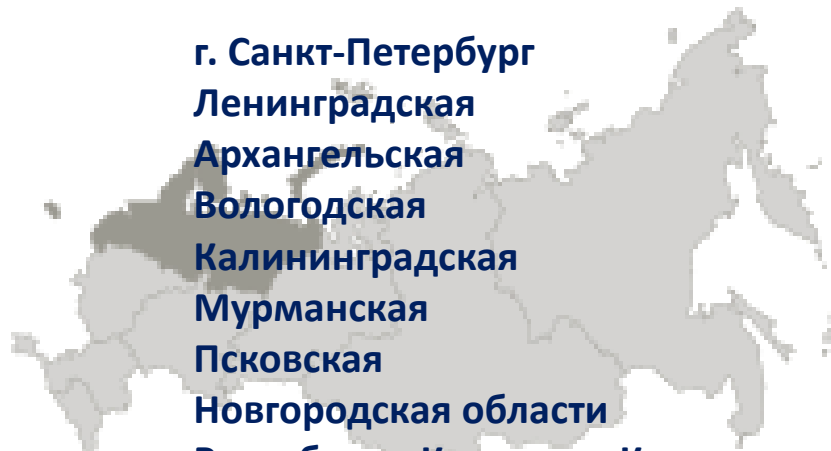 г. Санкт-Петербург
Ленинградская
Архангельская
Вологодская
Калининградская
Мурманская
Псковская
Новгородская области